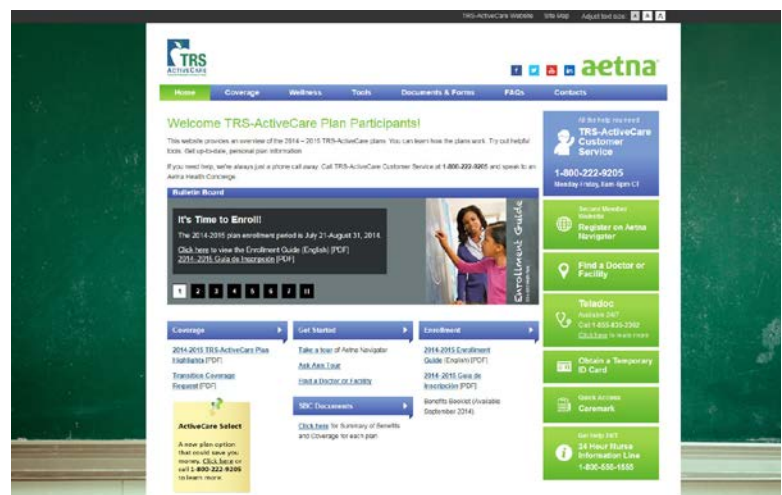 TRS-ActiveCare Website Site Map Adjust text size: A A A
TRS
ACTIVECARE
aetna
Home Coverage Wellness Tools Documents & Forms FAQs Contacts
Welcome TRS-ActiveCare Plan Participants!
This website provides an overview of the 2014 – 2015 TRS-ActiveCare plans. You can learn how the plans work. Try out helpful
tools. Get up-to-date, personal plan information.
If you need help, we're always just a phone call away. Call TRS-ActiveCare Customer Service at 1-800-222-9205 and speak to an
Aetna Health Concierge.
Bulletin Board
It's Time to Enroll!
The 2014-2015 plan enrollment period is July 21-August 31, 2014.
Click here to view the Enrollment Guide (English) [PDF]
2014-2015 Guía de Inscripción [PDF]
1 2 3 4 5 6 7 II
Enrollment Guide
Coverage
2014-2015 TRS-ActiveCare Plan
Highlights [PDF]
Transition Coverage
Request [PDF]
ActiveCare Select
A new plan option
that could save you
money. Click here or
call 1-800-222-9205
to learn more.
Get Started
Take a tour of Aetna Navigator
Ask Ann Tour
Find a Doctor or Facility
SBC Documents
Click here for Summary of Benefits
and Coverage for each plan
Enrollment
2014-2015 Enrollment
Guide (English) [PDF]
2014-2015 Guía de
Inscripción [PDF]
Benefits Booklet (Available
September 2014)
All the help you need
TRS-ActiveCare
Customer
Service
1-800-222-9205
Monday-Friday, 8am-6pm CT
Secure Member
Website
Register on Aetna
Navigator
Find a Doctor or
Facility
Teladoc
Available 24/7
Call 1-855-835-2362
Click here to learn more
Obtain a Temporary
ID Card
Quick Access
Caremark
Get help 24/7
24 Hour Nurse
Information Line
1-800-556-1555